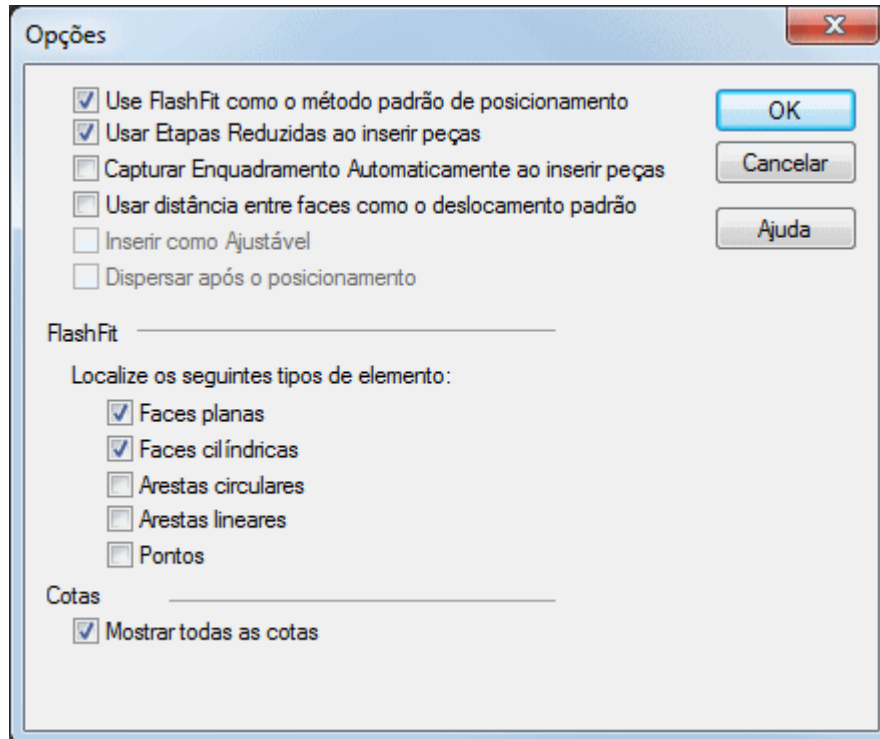 Opções
Use FlashFit como o método padrão de posicionamento
Usar Etapas Reduzidas ao inserir peças
Capturar Enquadramento Automaticamente ao inserir peças
Usar distância entre faces como o deslocamento padrão
Inserir como Ajustável
Dispersar após o posicionamento
OK
Cancelar
Ajuda
FlashFit
Localize os seguintes tipos de elemento:
Faces planas
Faces cilíndricas
Arestas circulares
Arestas lineares
Pontos
Cotas
Mostrar todas as cotas